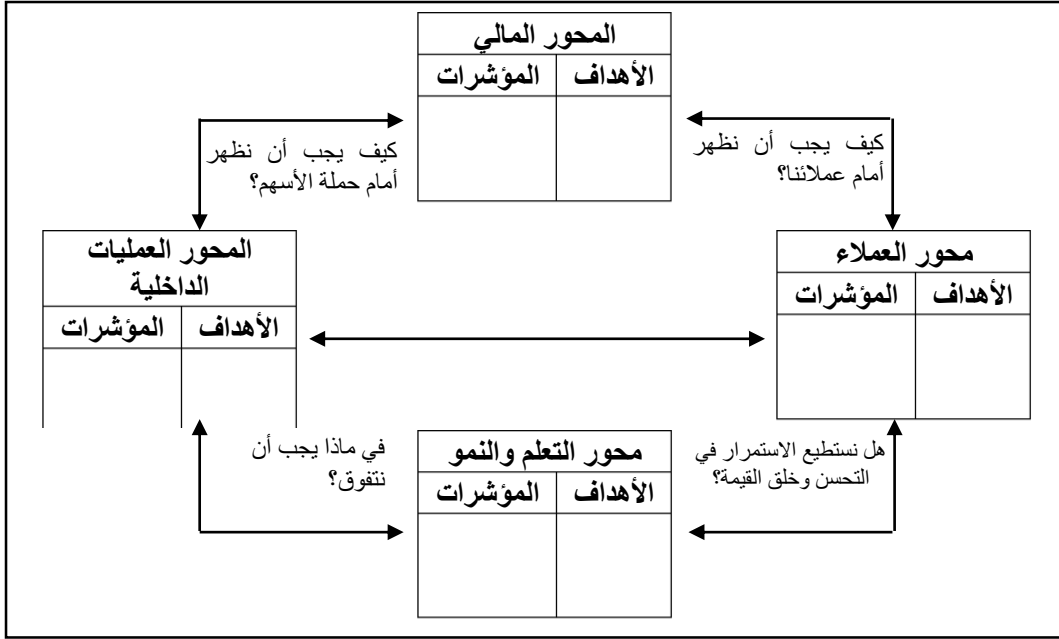 المحور المالي
الأهداف المؤشرات
كيف يجب أن نظهر
أمام عملائنا؟
كيف يجب أن نظهر
أمام حملة الأسهم؟
محور العملاء
الأهداف المؤشرات
المحور العمليات
الداخلية
الأهداف المؤشرات
هل نستطيع الاستمرار في
التحسن وخلق القيمة؟
في ماذا يجب أن
نتفوق؟
محور التعلم والنمو
الأهداف المؤشرات